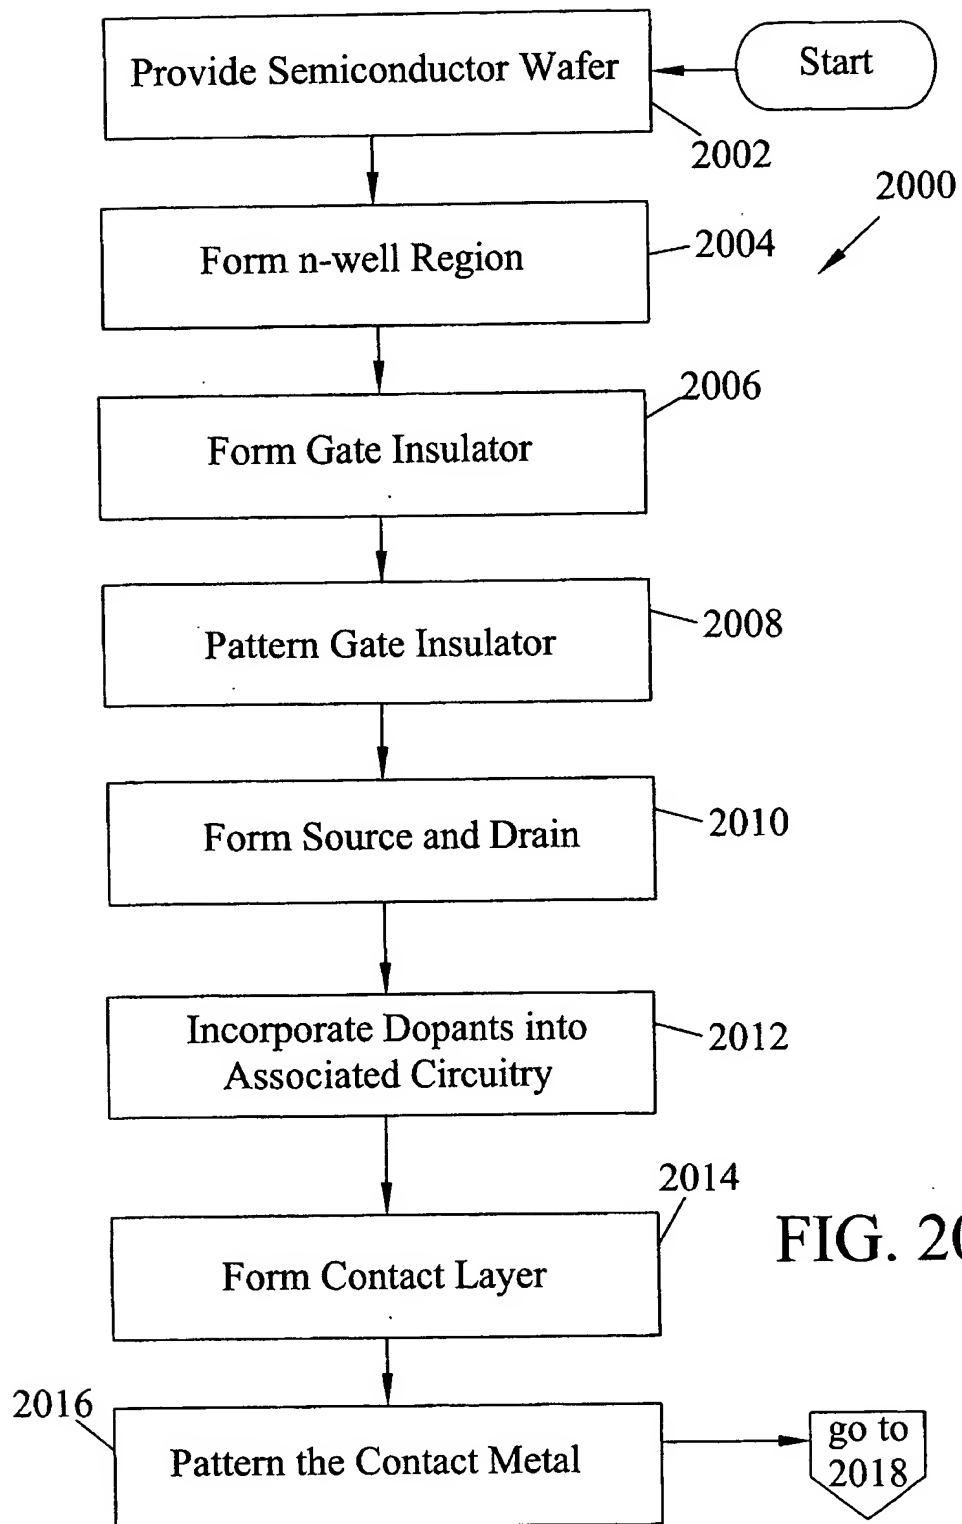 Start
Provide Semiconductor Wafer
2002
2000
Form n-well Region
2004
2006
Form Gate Insulator
Pattern Gate Insulator
2008
Form Source and Drain
2010
Incorporate Dopants into
Associated Circuitry
2012
2014
Form Contact Layer
FIG. 20
2016
Pattern the Contact Metal
go to
2018